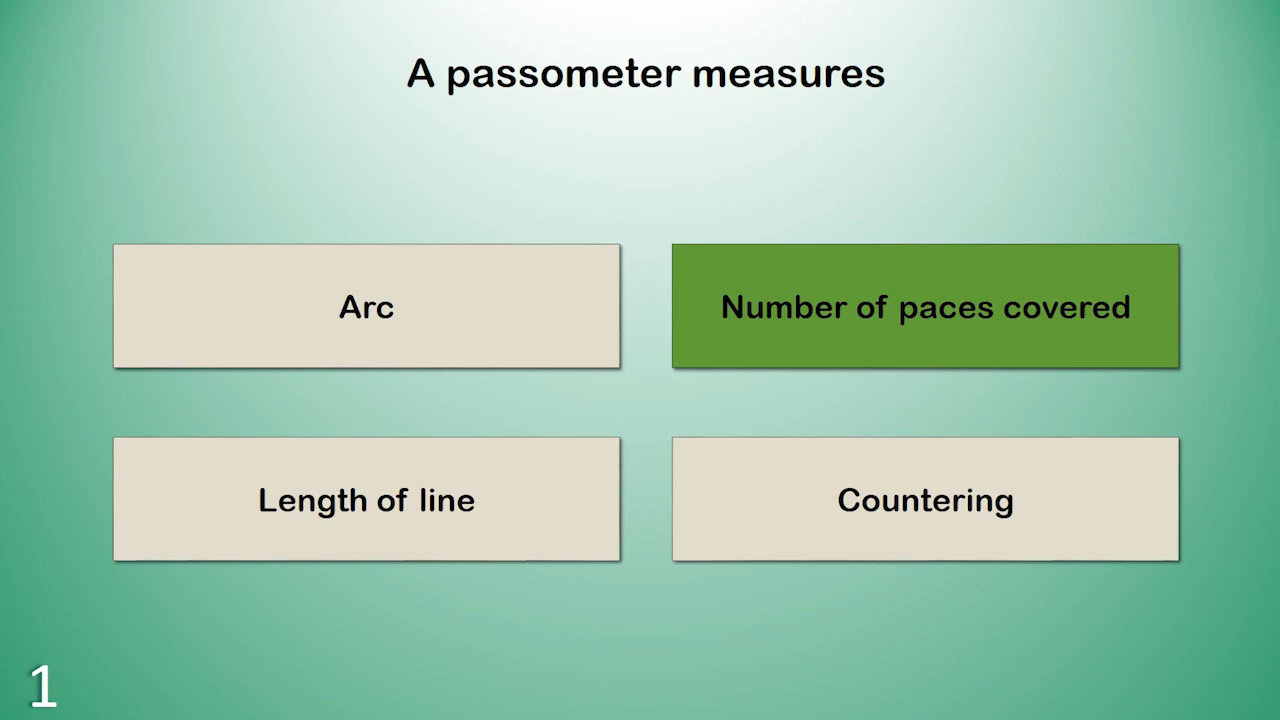 A passometer measures
Arc
Number of paces covered
Length of line
Countering
1